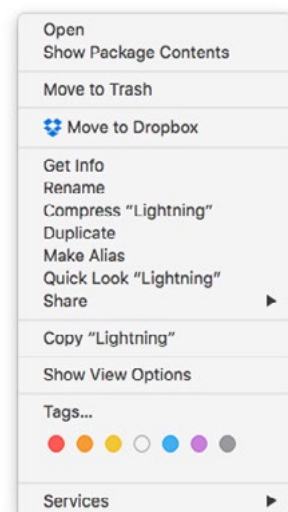 Open
Show Package Contents
Move to Trash
Move to Dropbox
Get Info
Rename
Compress “Lightning”
Duplicate
Make Alias
Quick Look “Lightning”
Share
Copy “Lightning”
Show View Options
Tags...
Services